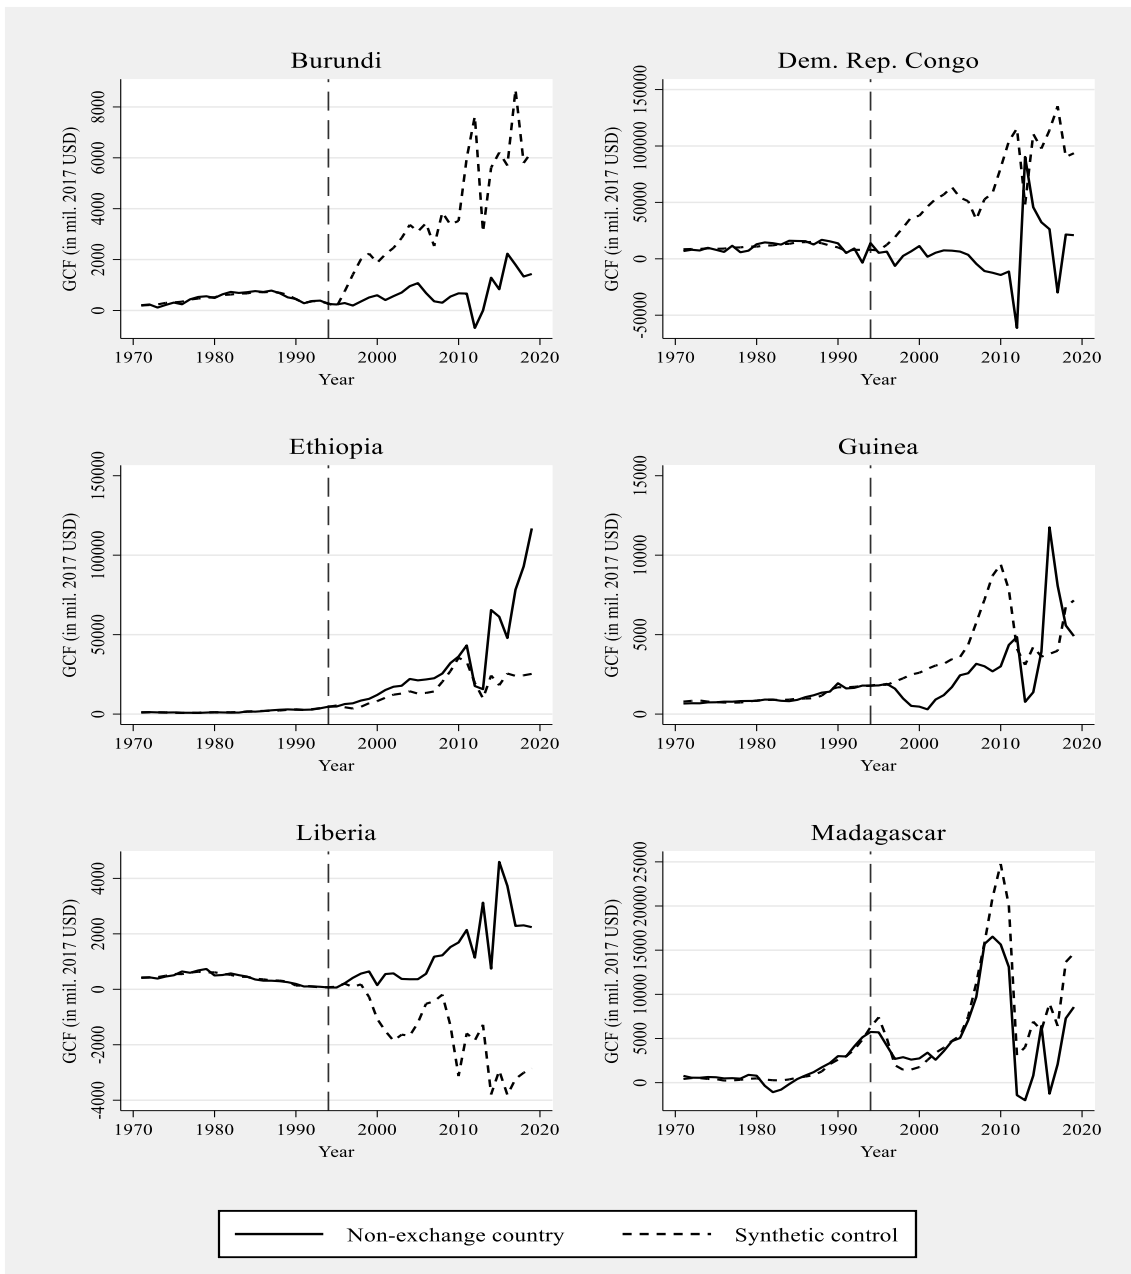 Burundi
GCF (in mil. 2017 USD)
8000
6000
4000
2000
0
1970 1980 1990 2000 2010 2020
Year
Dem. Rep. Congo
GCF (in mil. 2017 USD)
150000
100000
50000
0
-50000
1970 1980 1990 2000 2010 2020
Year
Ethiopia
GCF (in mil. 2017 USD)
150000
100000
50000
0
1970 1980 1990 2000 2010 2020
Year
Guinea
GCF (in mil. 2017 USD)
15000
10000
5000
0
1970 1980 1990 2000 2010 2020
Year
Liberia
GCF (in mil. 2017 USD)
4000
2000
0
-2000
-4000
1970 1980 1990 2000 2010 2020
Year
Madagascar
GCF (in mil. 2017 USD)
25000
20000
15000
10000
5000
0
1970 1980 1990 2000 2010 2020
Year
Non-exchange country Synthetic control